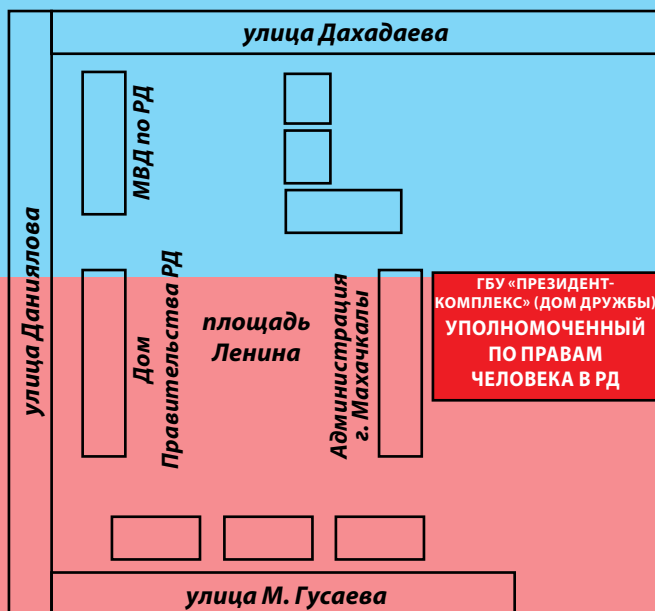 улица Дахадаева
улица Даниялова
МВД по РД
Дом
Правительства РД
площадь
Ленина
Администрация
г. Махачкалы
ГБУ «ПРЕЗИДЕНТ-
КОМПЛЕКС» (ДОМ ДРУЖБЫ)
УПОЛНОМОЧЕННЫЙ
ПО ПРАВАМ
ЧЕЛОВЕКА В РД
улица М. Гусаева